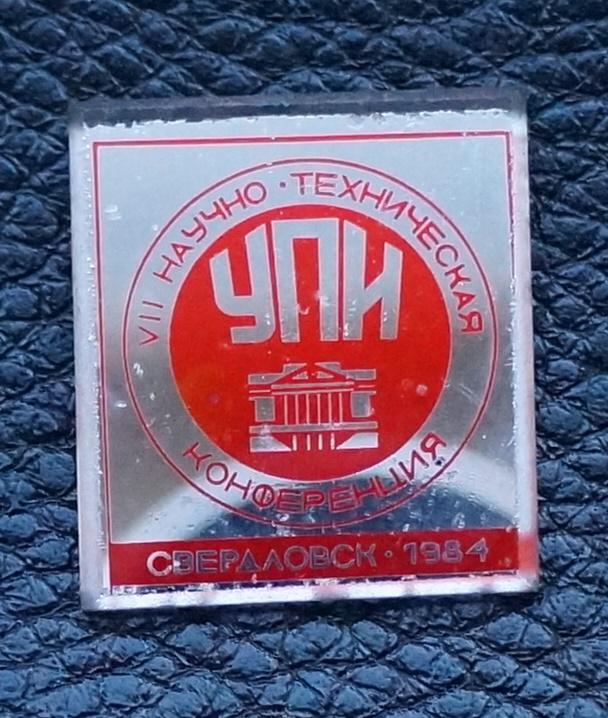 VII НАУЧНО · ТЕХНИЧЕСКАЯ
УПИ
КОНФЕРЕНЦИЯ
СВЕРДЛОВСК · 1984